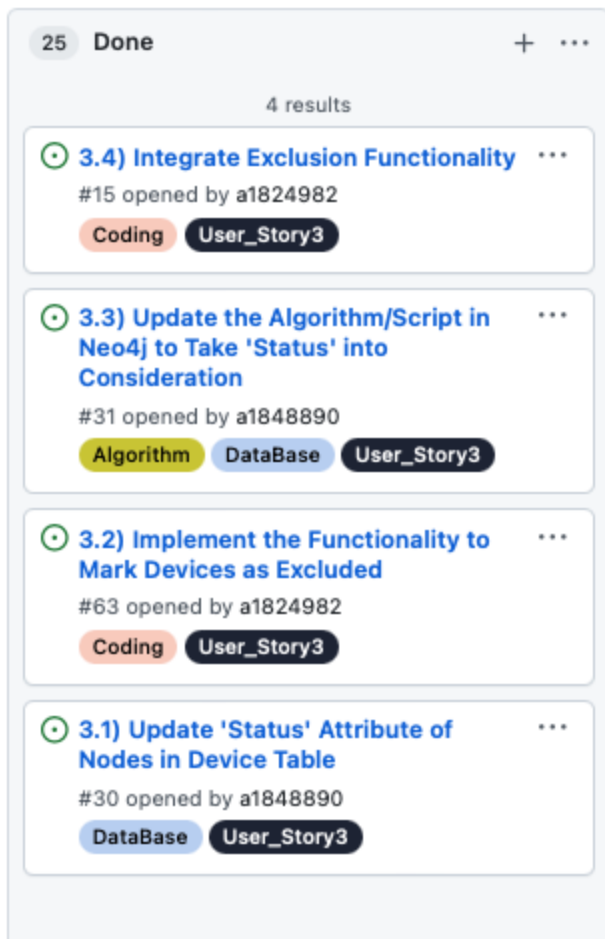 25 Done
4 results
3.4) Integrate Exclusion Functionality
#15 opened by a1824982
Coding User_Story3
3.3) Update the Algorithm/Script in
Neo4j to Take 'Status' into
Consideration
#31 opened by a1848890
Algorithm DataBase User_Story3
3.2) Implement the Functionality to
Mark Devices as Excluded
#63 opened by a1824982
Coding User_Story3
3.1) Update 'Status' Attribute of
Nodes in Device Table
#30 opened by a1848890
DataBase User_Story3